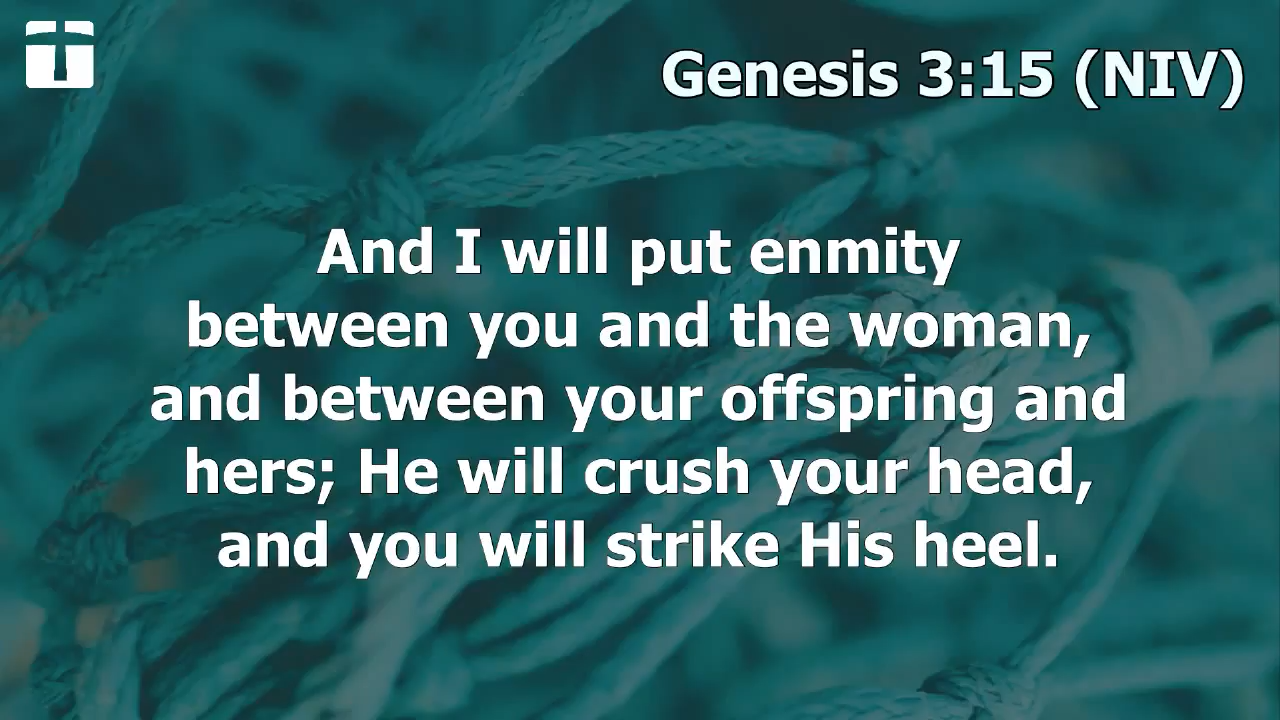 Genesis 3:15 (NIV)
And I will put enmity
between you and the woman,
and between your offspring and
hers; He will crush your head,
and you will strike His heel.